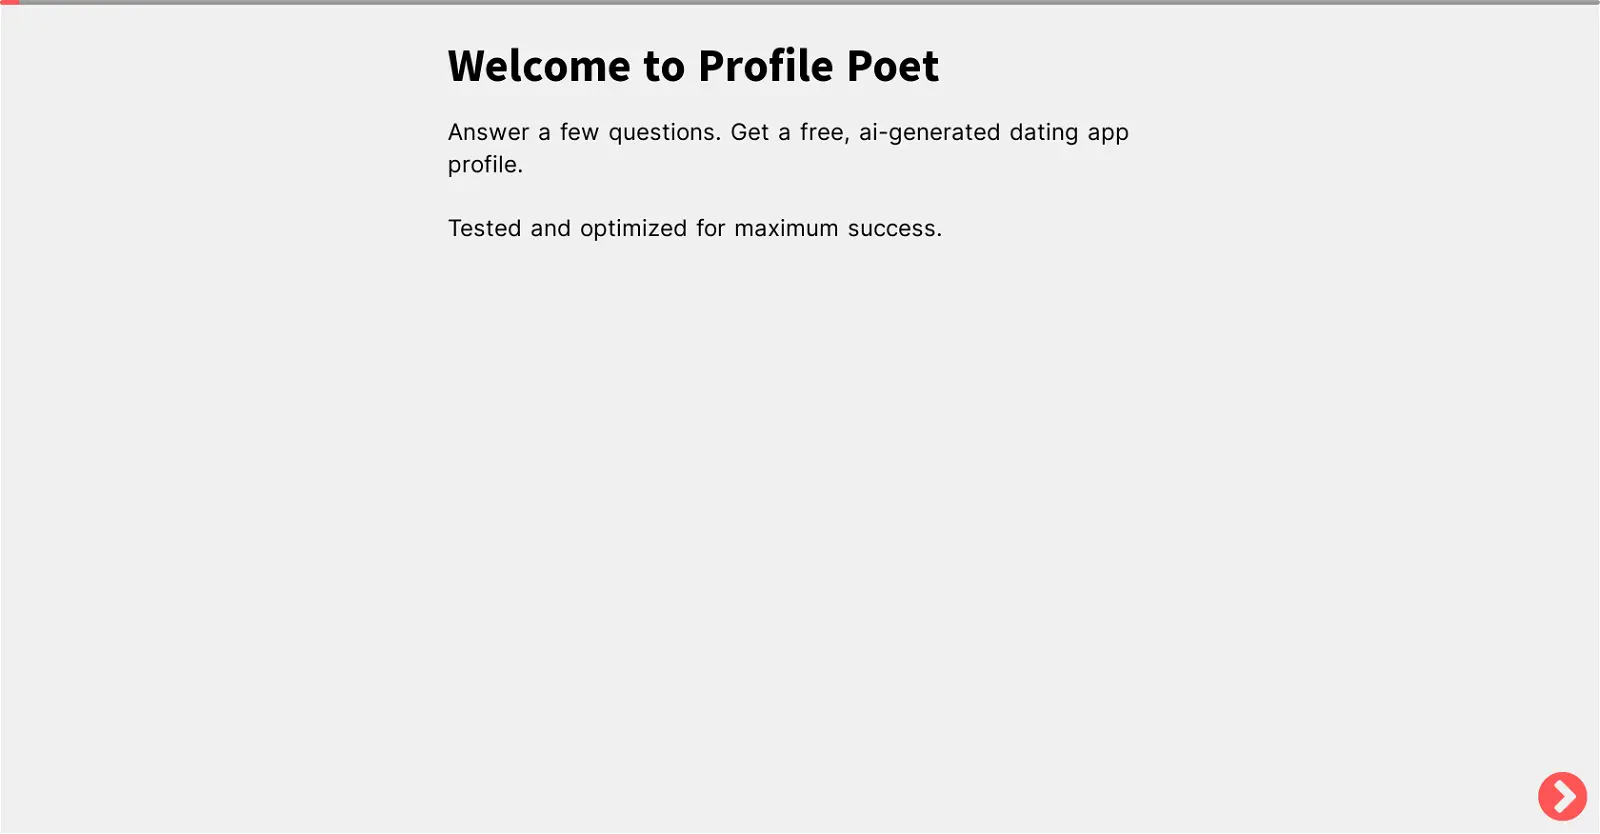 Welcome to Profile Poet
Answer a few questions. Get a free, ai-generated dating app
profile.
Tested and optimized for maximum success.